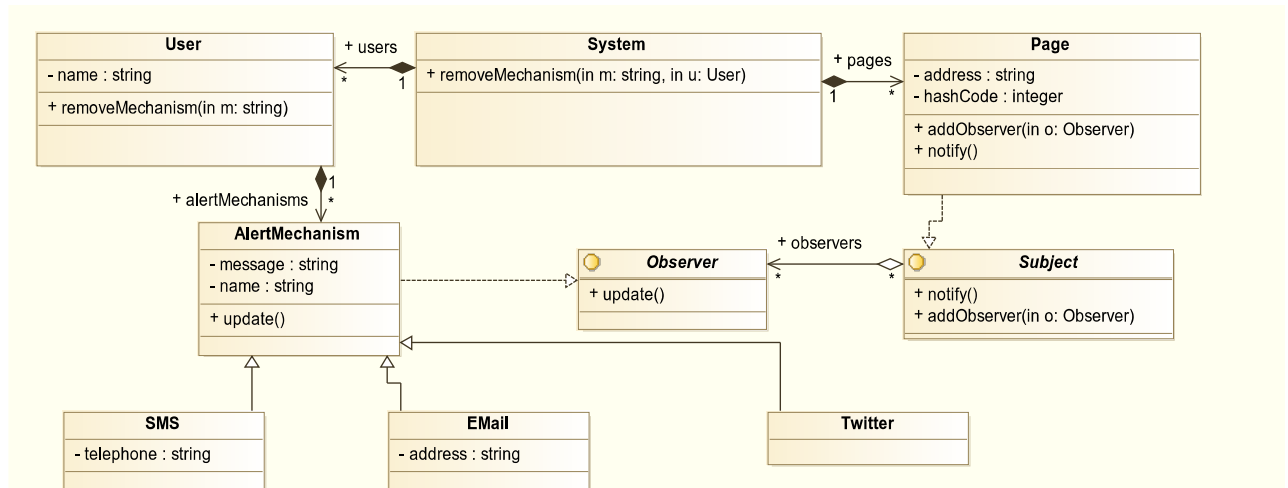 User
- name : string
+ removeMechanism(in m: string)
+ users
*
1
System
+ removeMechanism(in m: string, in u: User)
+ pages
1
*
Page
- address : string
- hashCode : integer
+ addObserver(in o: Observer)
+ notify()
1
+ alertMechanisms
*
AlertMechanism
- message : string
- name : string
+ update()
Observer
+ update()
+ observers
*
*
Subject
+ notify()
+ addObserver(in o: Observer)
SMS
- telephone : string
EMail
- address : string
Twitter